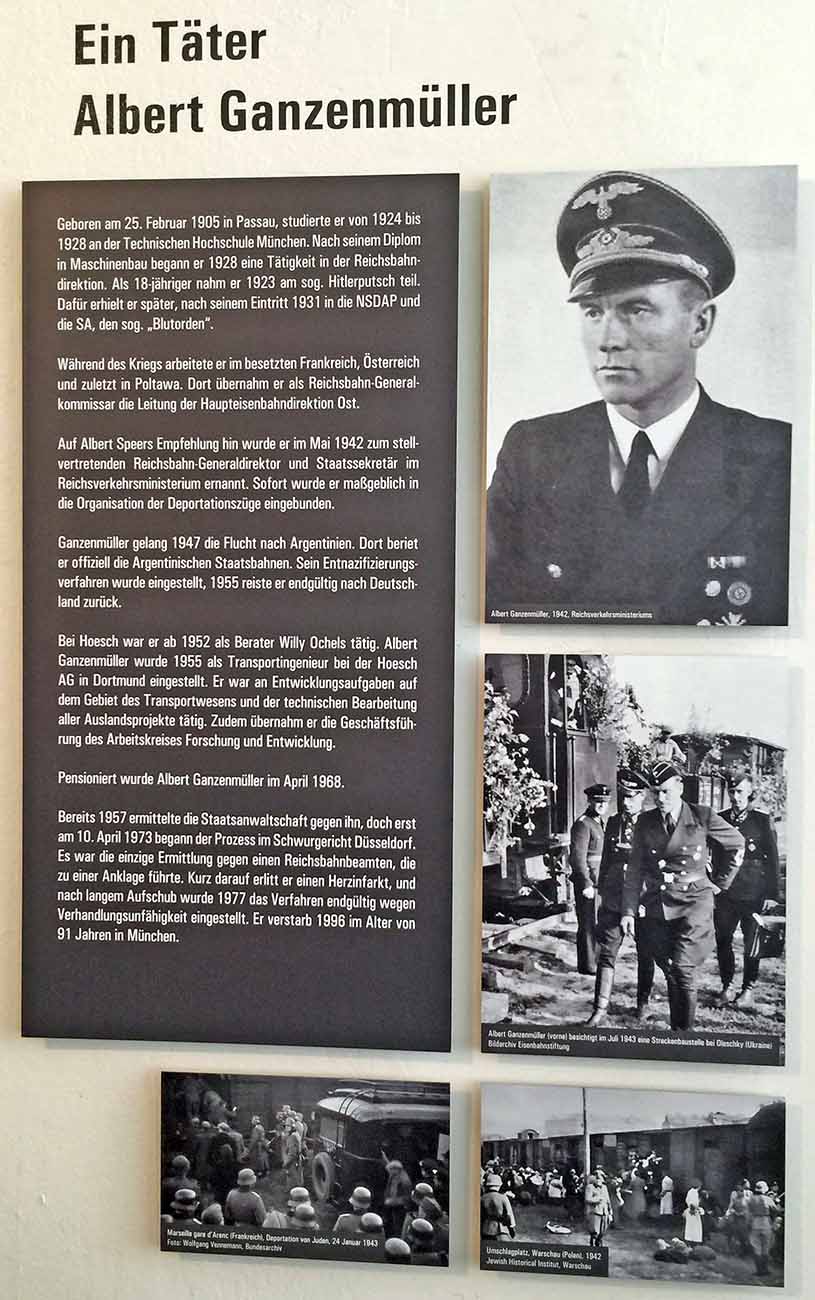 Ein Täter
Albert Ganzenmüller
Geboren am 25. Februar 1905 in Passau, studierte er von 1924 bis
1928 an der Technischen Hochschule München. Nach seinem Diplom
in Maschinenbau begann er 1928 eine Tätigkeit in der Reichsbahn-
direktion. Als 18-jähriger nahm er 1923 am sog. Hitlerputsch teil.
Dafür erhielt er später, nach seinem Eintritt 1931 in die NSDAP und
die SA, den sog. „Blutorden“.
Während des Kriegs arbeitete er im besetzten Frankreich, Österreich
und zuletzt in Poltawa. Dort übernahm er als Reichsbahn-General-
kommissar die Leitung der Haupteisenbahndirektion Ost.
Auf Albert Speers Empfehlung hin wurde er im Mai 1942 zum stell-
vertretenden Reichsbahn-Generaldirektor und Staatssekretär im
Reichsverkehrsministerium ernannt. Sofort wurde er maßgeblich in
die Organisation der Deportationszüge eingebunden.
Ganzenmüller gelang 1947 die Flucht nach Argentinien. Dort beriet
er offiziell die Argentinischen Staatsbahnen. Sein Entnazifizierungs-
verfahren wurde eingestellt, 1955 reiste er endgültig nach Deutsch-
land zurück.
Bei Hoesch war er ab 1952 als Berater Willy Ochels tätig. Albert
Ganzenmüller wurde 1955 als Transportingenieur bei der Hoesch
AG in Dortmund eingestellt. Er war an Entwicklungsaufgaben auf
dem Gebiet des Transportwesens und der technischen Bearbeitung
aller Auslandsprojekte tätig. Zudem übernahm er die Geschäftsfüh-
rung des Arbeitskreises Forschung und Entwicklung.
Pensioniert wurde Albert Ganzenmüller im April 1968.
Bereits 1957 ermittelte die Staatsanwaltschaft gegen ihn, doch erst
am 10. April 1973 begann der Prozess im Schwurgericht Düsseldorf.
Es war die einzige Ermittlung gegen einen Reichsbahnbeamten, die
zu einer Anklage führte. Kurz darauf erlitt er einen Herzinfarkt, und
nach langem Aufschub wurde 1977 das Verfahren endgültig wegen
Verhandlungsunfähigkeit eingestellt. Er verstarb 1996 im Alter von
91 Jahren in München.
Albert Ganzenmüller, 1942, Reichsverkehrsministeriums
Albert Ganzenmüller (vorne) besichtigt im Juli 1943 eine Streckenbaustelle bei Oleschky (Ukraine)
Bildarchiv Eisenbahnstiftung
Marseille gare d'Arenc (Frankreich), Deportation von Juden, 24 Januar 1943
Foto: Wolfgang Vennemann, Bundesarchiv
Umschlagplatz, Warschau (Polen), 1942
Jewish Historical Institut, Warschau